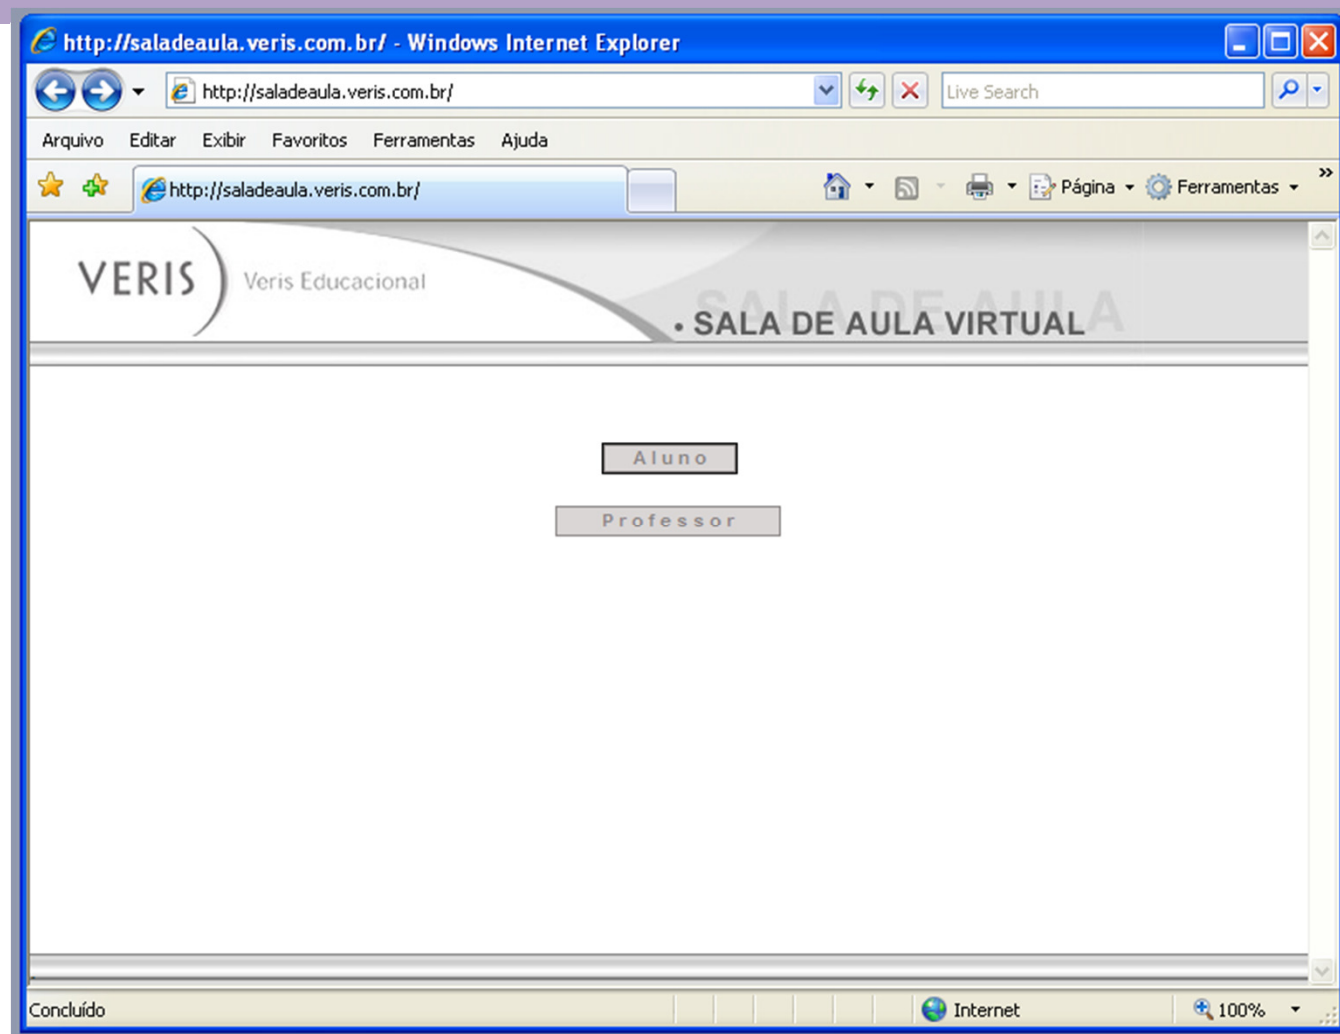 http://saladeaula.veris.com.br/ - Windows Internet Explorer
http://saladeaula.veris.com.br/
Live Search
Arquivo Editar Exibir Favoritos Ferramentas Ajuda
http://saladeaula.veris.com.br/
Página Ferramentas »
VERIS) Veris Educacional
SALA DE AULA
• SALA DE AULA VIRTUAL
Aluno
Professor
Concluído Internet 100%